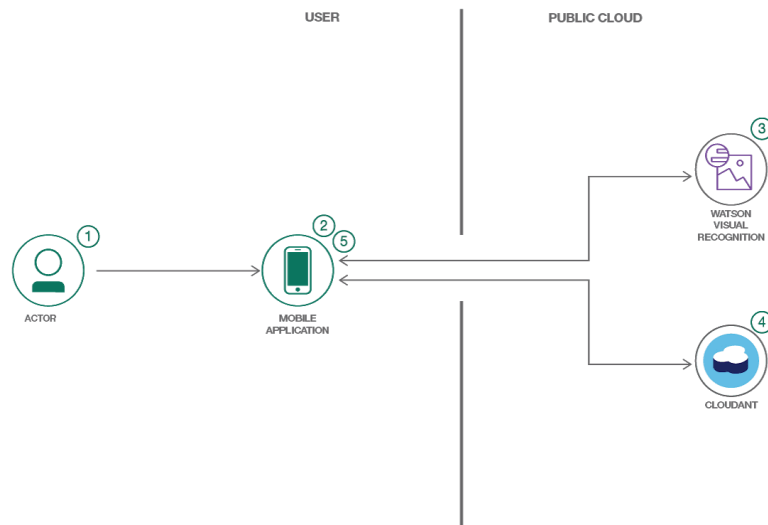 USER
PUBLIC CLOUD
3
WATSON
VISUAL
RECOGNITION
2
1
5
ACTOR
MOBILE
APPLICATION
4
CLOUDANT